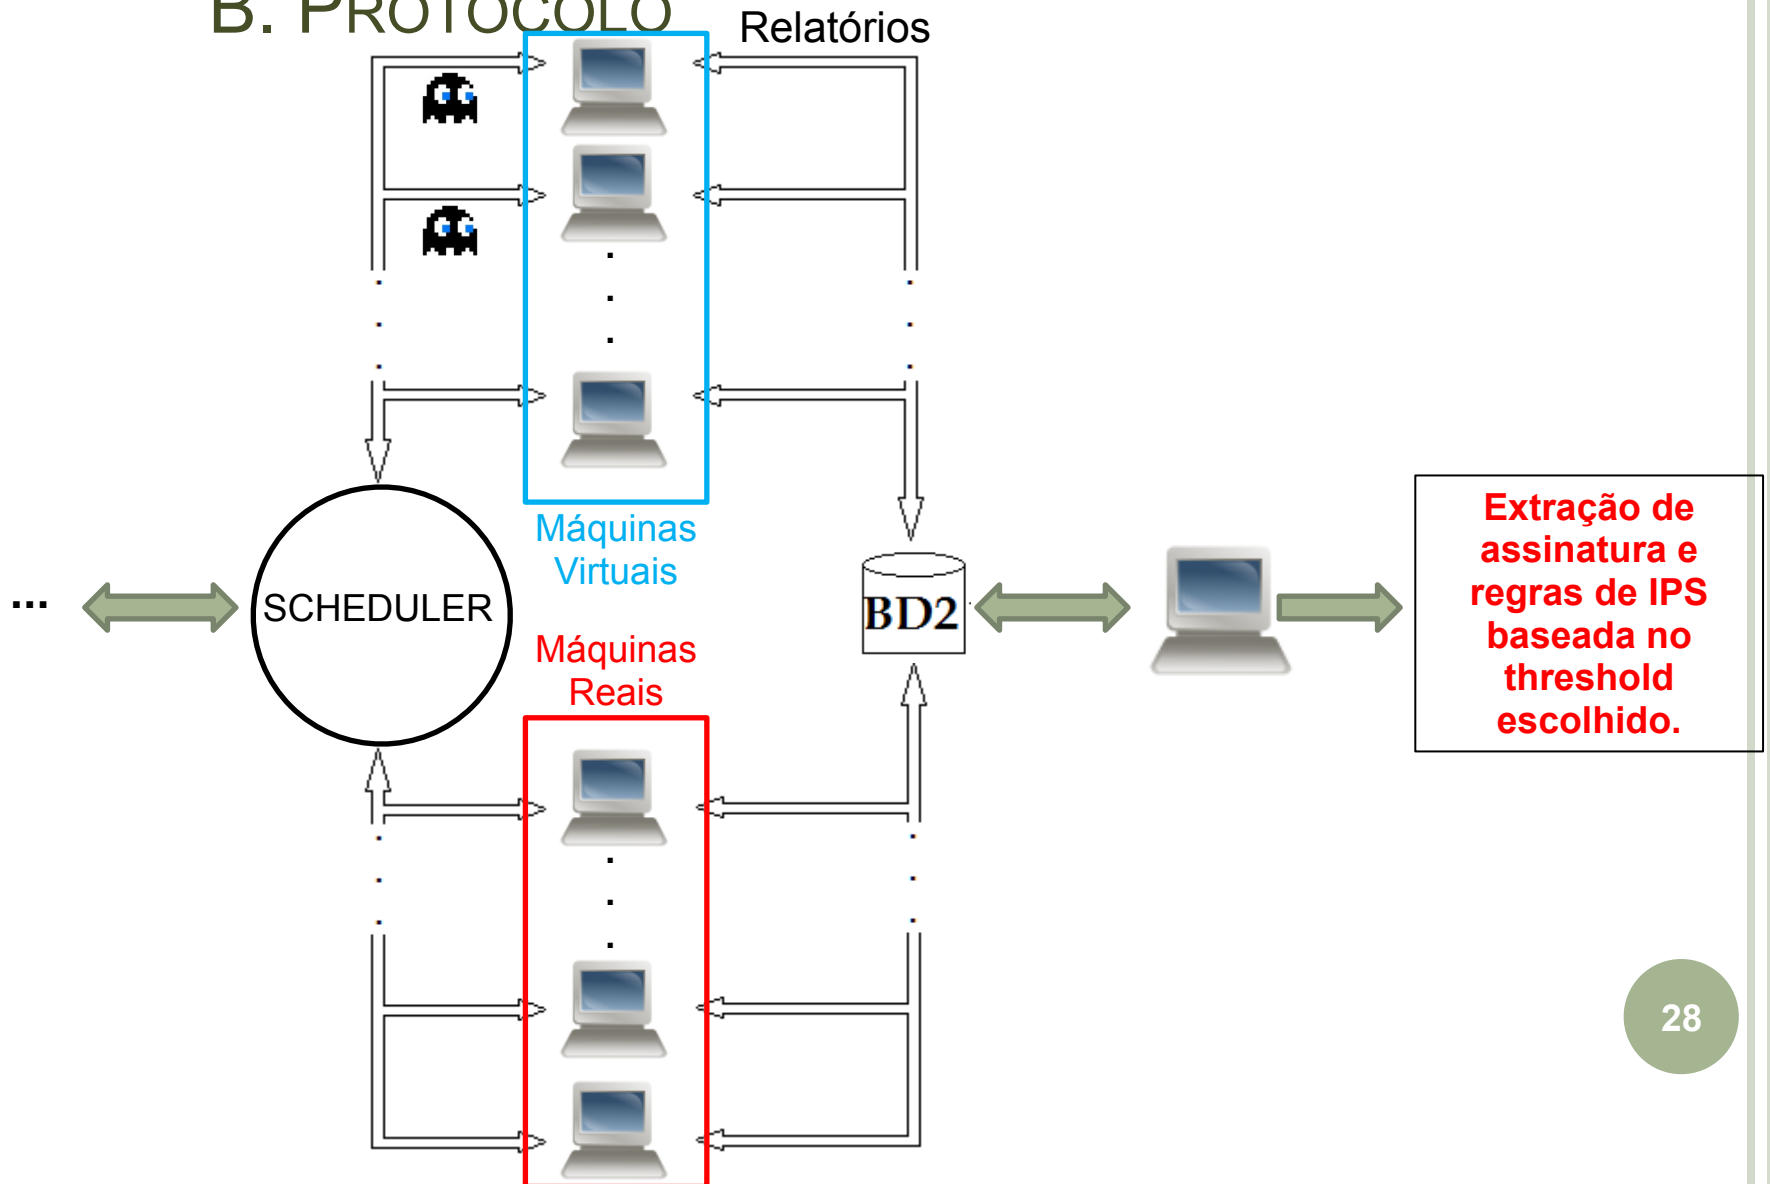 B. PROTOCOLO
Relatórios
Máquinas
Virtuais
...
SCHEDULER
BD2
Máquinas
Reais
Extração de
assinatura e
regras de IPS
baseada no
threshold
escolhido.
28